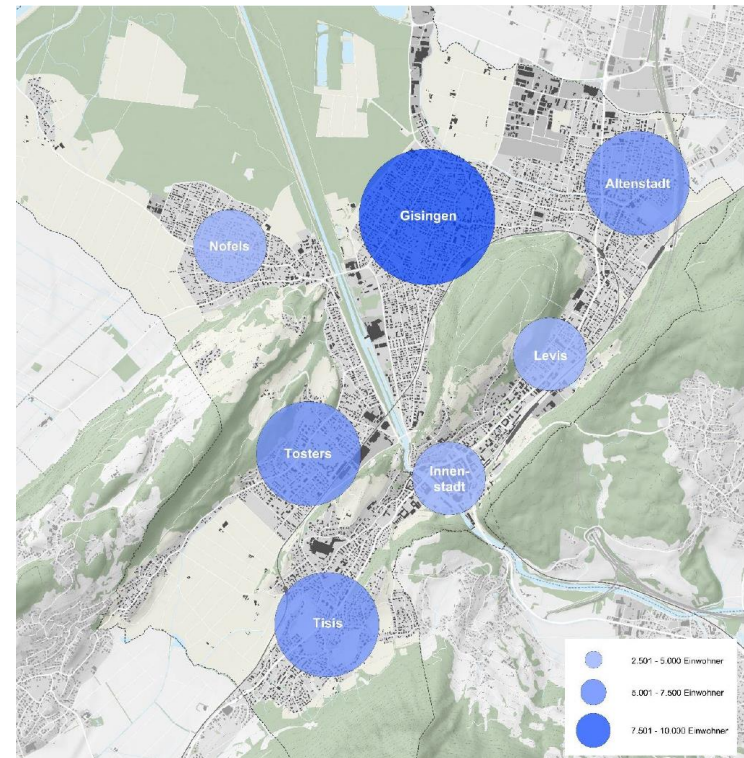 Altenstadt
Gisingen
Nofels
Levis
Tosters
Innen-
stadt
Tisis
2.501 - 5.000 Einwohner
5.001 - 7.500 Einwohner
7.501 - 10.000 Einwohner